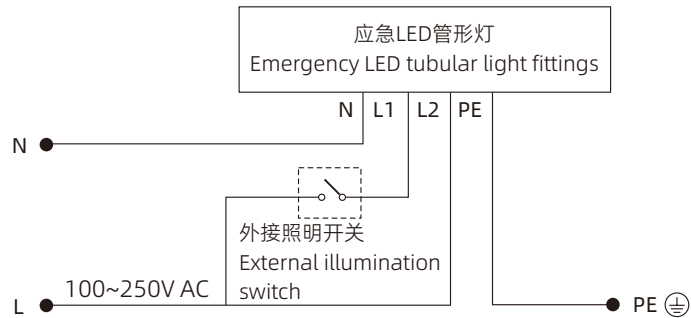 应急LED管形灯
Emergency LED tubular light fittings
N L1 L2 PE
N
外接照明开关
External illumination
switch
100~250V AC
L
PE